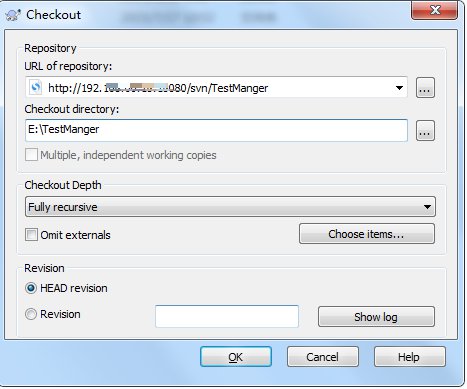 Checkout
Repository
URL of repository:
http://192. 080/svn/TestManger
...
Checkout directory:
E:\TestManger
...
Multiple, independent working copies
Checkout Depth
Fully recursive
Omit externals
Choose items...
Revision
HEAD revision
Revision
Show log
OK
Cancel
Help